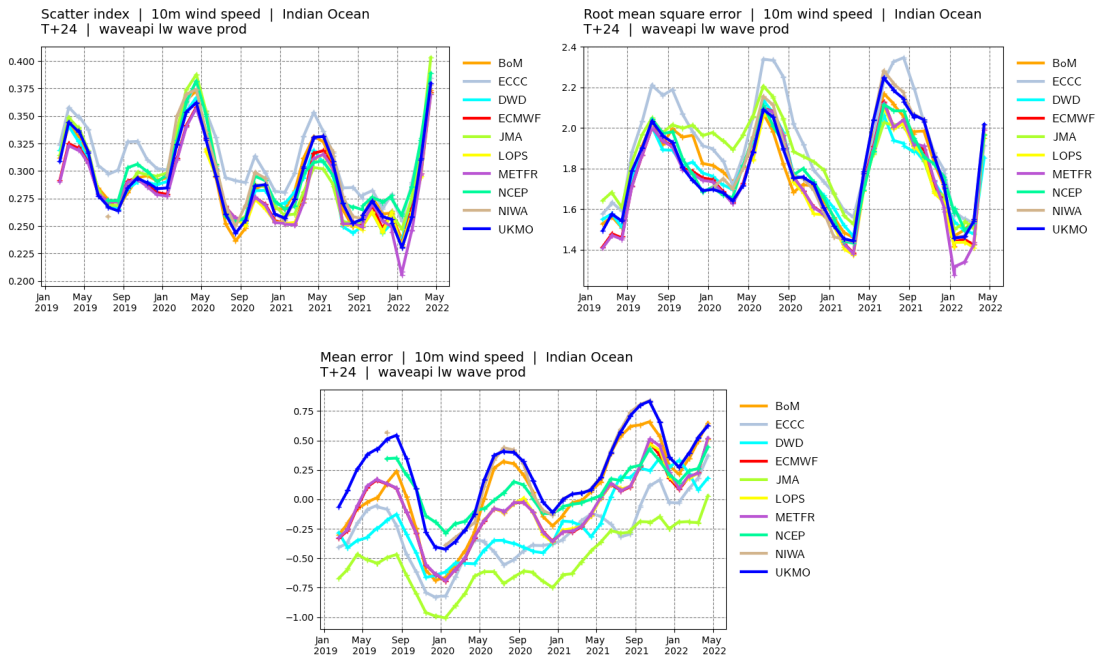 Scatter index | 10m wind speed | Indian Ocean
T+24 | waveapi lw wave prod
0.400
0.375
0.350
0.325
0.300
0.275
0.250
0.225
0.200
Jan May Sep Jan May Sep Jan May Sep Jan May
2019 2019 2019 2020 2020 2020 2021 2021 2021 2022 2022
BoM
ECCC
DWD
ECMWF
JMA
LOPS
METFR
NCEP
NIWA
UKMO
Root mean square error | 10m wind speed | Indian Ocean
T+24 | waveapi lw wave prod
2.4
2.2
2.0
1.8
1.6
1.4
Jan May Sep Jan May Sep Jan May Sep Jan May
2019 2019 2019 2020 2020 2020 2021 2021 2021 2022 2022
BoM
ECCC
DWD
ECMWF
JMA
LOPS
METFR
NCEP
NIWA
UKMO
Mean error | 10m wind speed | Indian Ocean
T+24 | waveapi lw wave prod
0.75
0.50
0.25
0.00
−0.25
−0.50
−0.75
−1.00
Jan May Sep Jan May Sep Jan May Sep Jan May
2019 2019 2019 2020 2020 2020 2021 2021 2021 2022 2022
BoM
ECCC
DWD
ECMWF
JMA
LOPS
METFR
NCEP
NIWA
UKMO